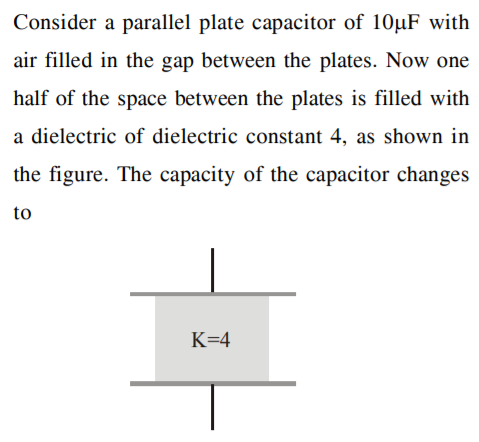 Consider a parallel plate capacitor of 10μF with
air filled in the gap between the plates. Now one
half of the space between the plates is filled with
a dielectric of dielectric constant 4, as shown in
the figure. The capacity of the capacitor changes
to
K=4